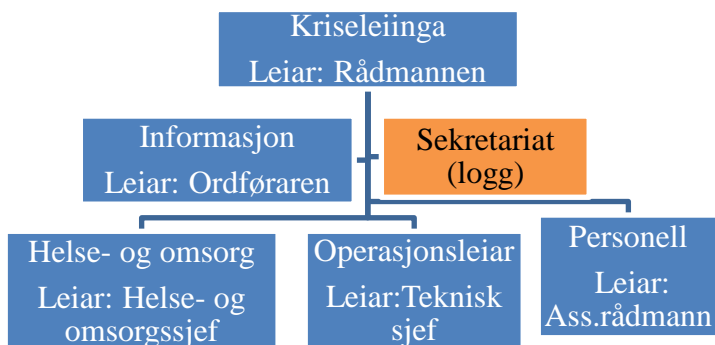 Kriseleiinga
Leiar: Rådmannen
Informasjon
Leiar: Ordføraren
Sekretariat
(logg)
Helse- og omsorg
Leiar: Helse- og
omsorgssjef
Operasjonsleiar
Leiar:Teknisk
sjef
Personell
Leiar:
Ass.rådmann